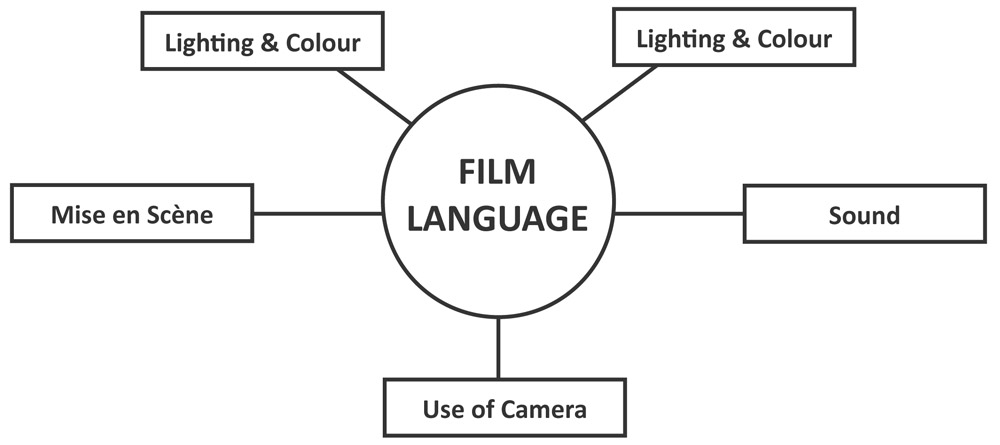 Lighting & Colour
Lighting & Colour
FILM
LANGUAGE
Mise en Scène
Sound
Use of Camera